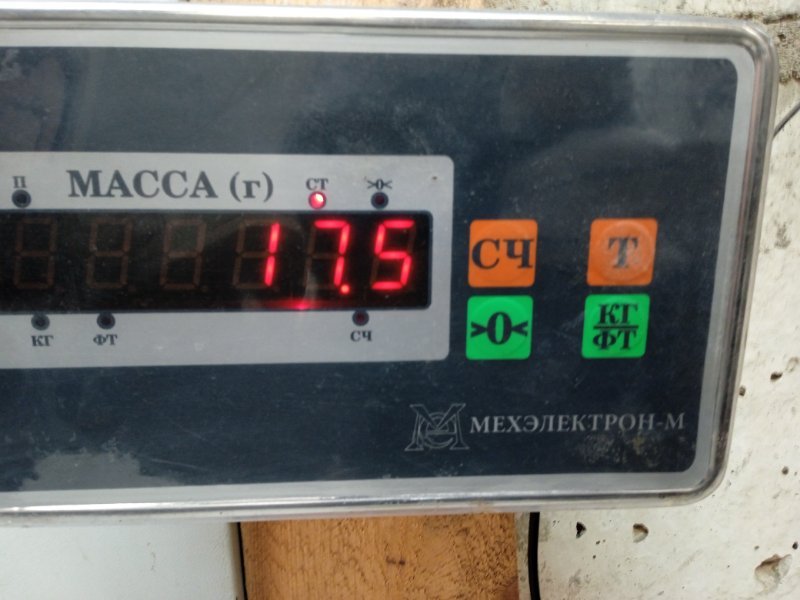 П МАССА (г) СТ >0<
17.5
КГ ФТ СЧ
СЧ Т
>0< КГ
ФТ
МЕХЭЛЕКТРОН-М